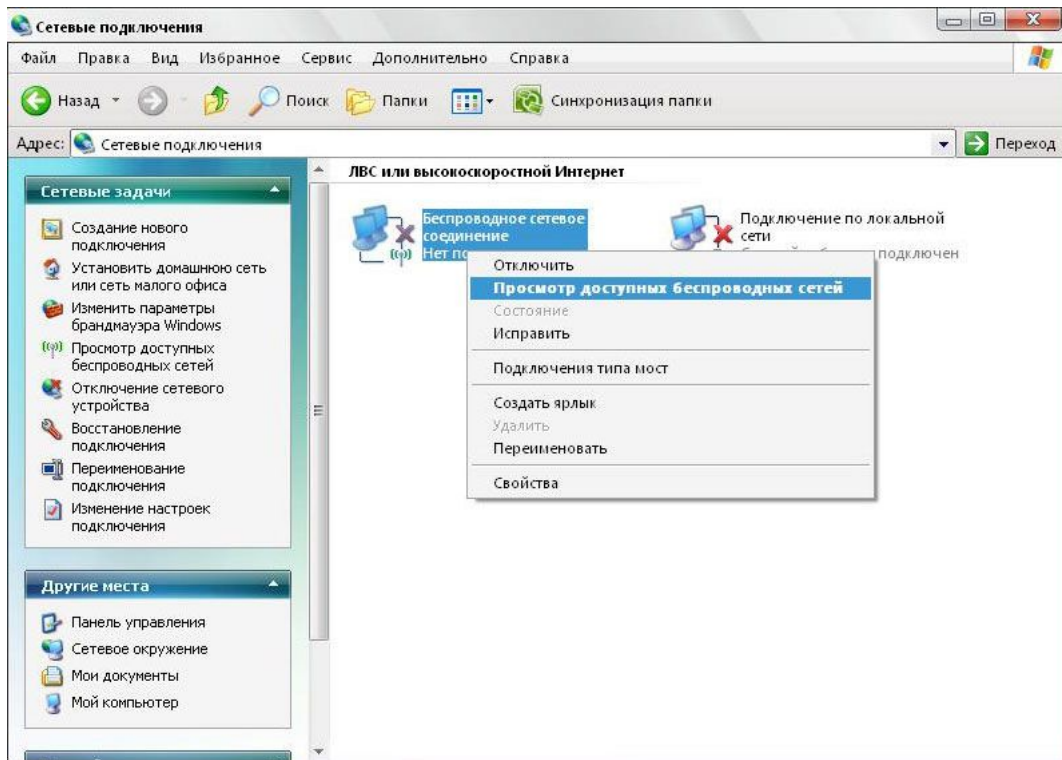 Сетевые подключения
Файл Правка Вид Избранное Сервис Дополнительно Справка
Назад Поиск Папки Синхронизация папки
Адрес: Сетевые подключения Переход
Сетевые задачи
Создание нового
подключения
Установить домашнюю сеть
или сеть малого офиса
Изменить параметры
брандмауэра Windows
Просмотр доступных
беспроводных сетей
Отключение сетевого
устройства
Восстановление
подключения
Переименование
подключения
Изменение настроек
подключения
Другие места
Панель управления
Сетевое окружение
Мои документы
Мой компьютер
ЛВС или высокоскоростной Интернет
Беспроводное сетевое
соединение
Нет
Подключение по локальной
сети
подключен
Отключить
Просмотр доступных беспроводных сетей
Состояние
Исправить
Подключения типа мост
Создать ярлык
Удалить
Переименовать
Свойства